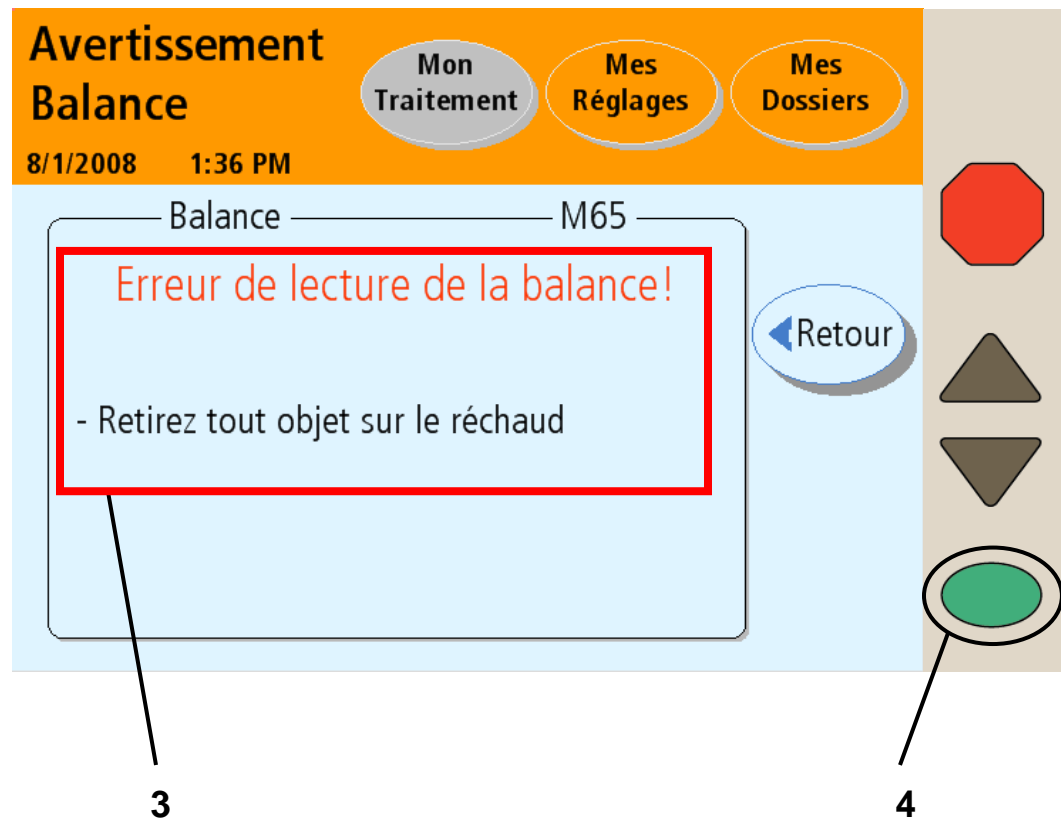 Avertissement
Balance
8/1/2008 1:36 PM
Mon
Traitement
Mes
Réglages
Mes
Dossiers
Balance M65
Erreur de lecture de la balance!
- Retirez tout objet sur le réchaud
Retour
3
4